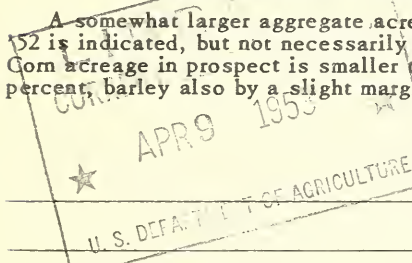 A somewhat larger aggregate acre
'52 is indicated, but not necessarily
Corn acreage in prospect is smaller
percent, barley also by a slight marg
APR 9 1953
U. S. DEPARTMENT OF AGRICULTURE